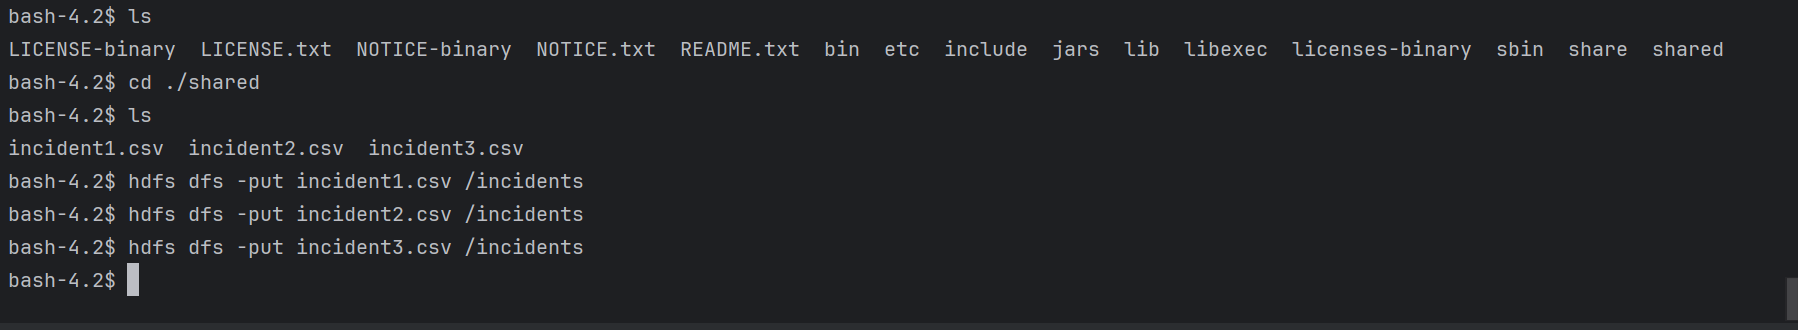 bash-4.2$ ls
LICENSE-binary  LICENSE.txt  NOTICE-binary  NOTICE.txt  README.txt  bin  etc  include  jars  lib  libexec  licenses-binary  sbin  share  shared
bash-4.2$ cd ./shared
bash-4.2$ ls
incident1.csv  incident2.csv  incident3.csv
bash-4.2$ hdfs dfs -put incident1.csv /incidents
bash-4.2$ hdfs dfs -put incident2.csv /incidents
bash-4.2$ hdfs dfs -put incident3.csv /incidents
bash-4.2$